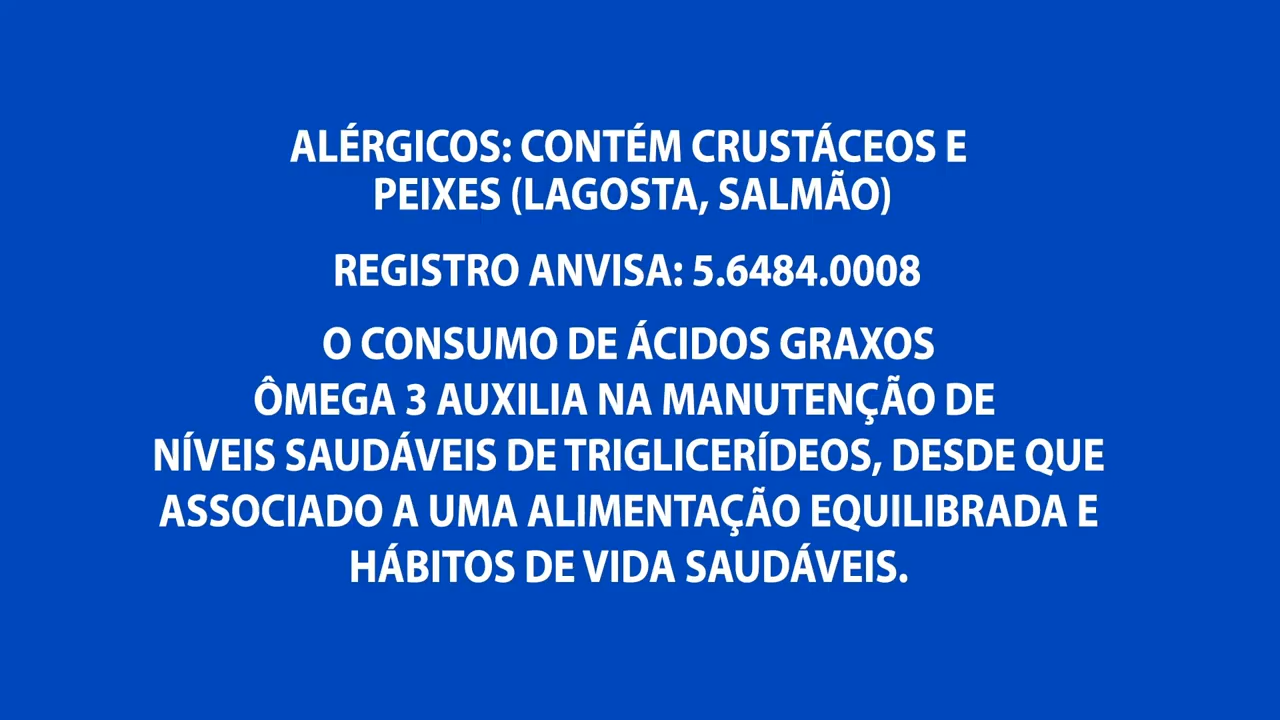 ALÉRGICOS: CONTÉM CRUSTÁCEOS E
PEIXES (LAGOSTA, SALMÃO)
REGISTRO ANVISA: 5.6484.0008
O CONSUMO DE ÁCIDOS GRAXOS
ÔMEGA 3 AUXILIA NA MANUTENÇÃO DE
NÍVEIS SAUDÁVEIS DE TRIGLICERÍDEOS, DESDE QUE
ASSOCIADO A UMA ALIMENTAÇÃO EQUILIBRADA E
HÁBITOS DE VIDA SAUDÁVEIS.